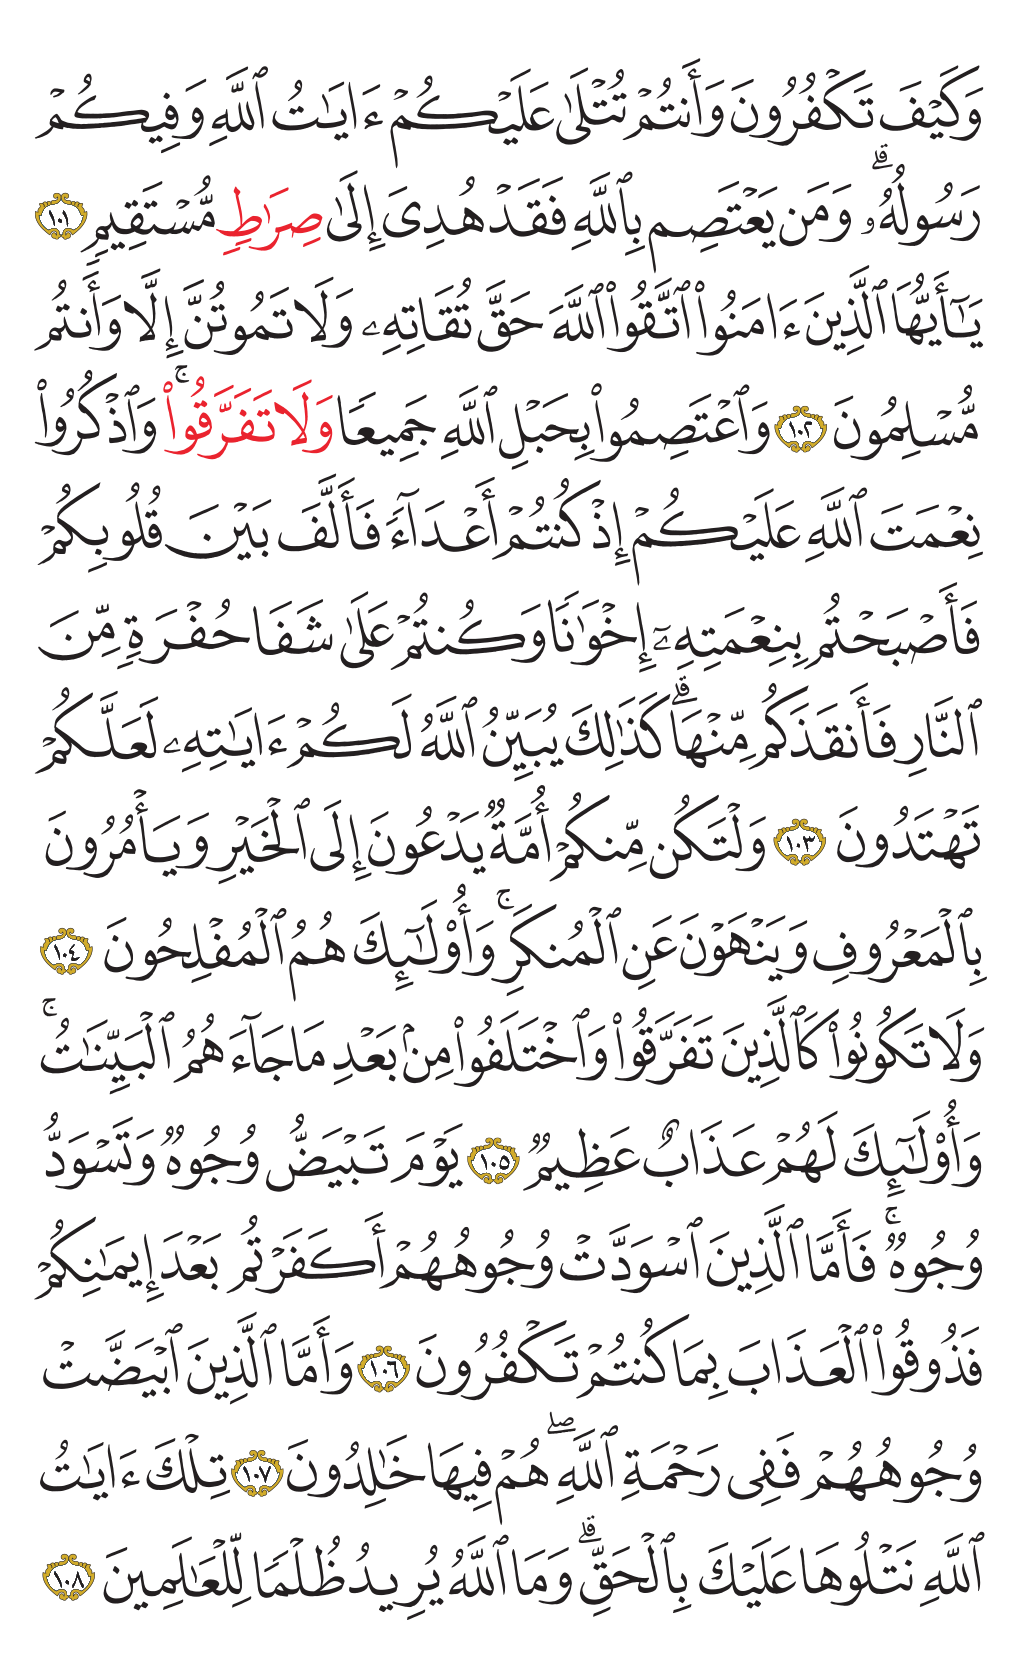 وَكَيْفَ تَكْفُرُونَ وَأَنتُمْ تُتْلَىٰ عَلَيْكُمْ ءَايَـٰتُ ٱللَّهِ وَفِيكُمْ
رَسُولُهُۥ ۗ وَمَن يَعْتَصِم بِٱللَّهِ فَقَدْ هُدِىَ إِلَىٰ صِرَٰطٍ مُّسْتَقِيمٍ ١٠١
يَـٰٓأَيُّهَا ٱلَّذِينَ ءَامَنُوا۟ ٱتَّقُوا۟ ٱللَّهَ حَقَّ تُقَاتِهِۦ وَلَا تَمُوتُنَّ إِلَّا وَأَنتُم
مُّسْلِمُونَ ١٠٢ وَٱعْتَصِمُوا۟ بِحَبْلِ ٱللَّهِ جَمِيعًا وَلَا تَفَرَّقُوا۟ ۚ وَٱذْكُرُوا۟
نِعْمَتَ ٱللَّهِ عَلَيْكُمْ إِذْ كُنتُمْ أَعْدَآءً فَأَلَّفَ بَيْنَ قُلُوبِكُمْ
فَأَصْبَحْتُم بِنِعْمَتِهِۦٓ إِخْوَٰنًا وَكُنتُمْ عَلَىٰ شَفَا حُفْرَةٍ مِّنَ
ٱلنَّارِ فَأَنقَذَكُم مِّنْهَا ۗ كَذَٰلِكَ يُبَيِّنُ ٱللَّهُ لَكُمْ ءَايَـٰتِهِۦ لَعَلَّكُمْ
تَهْتَدُونَ ١٠٣ وَلْتَكُن مِّنكُمْ أُمَّةٌ يَدْعُونَ إِلَى ٱلْخَيْرِ وَيَأْمُرُونَ
بِٱلْمَعْرُوفِ وَيَنْهَوْنَ عَنِ ٱلْمُنكَرِ ۚ وَأُو۟لَـٰٓئِكَ هُمُ ٱلْمُفْلِحُونَ ١٠٤
وَلَا تَكُونُوا۟ كَٱلَّذِينَ تَفَرَّقُوا۟ وَٱخْتَلَفُوا۟ مِنۢ بَعْدِ مَا جَآءَهُمُ ٱلْبَيِّنَـٰتُ ۚ
وَأُو۟لَـٰٓئِكَ لَهُمْ عَذَابٌ عَظِيمٌ ١٠٥ يَوْمَ تَبْيَضُّ وُجُوهٌ وَتَسْوَدُّ
وُجُوهٌ ۚ فَأَمَّا ٱلَّذِينَ ٱسْوَدَّتْ وُجُوهُهُمْ أَكَفَرْتُم بَعْدَ إِيمَـٰنِكُمْ
فَذُوقُوا۟ ٱلْعَذَابَ بِمَا كُنتُمْ تَكْفُرُونَ ١٠٦ وَأَمَّا ٱلَّذِينَ ٱبْيَضَّتْ
وُجُوهُهُمْ فَفِى رَحْمَةِ ٱللَّهِ ۖ هُمْ فِيهَا خَـٰلِدُونَ ١٠٧ تِلْكَ ءَايَـٰتُ
ٱللَّهِ نَتْلُوهَا عَلَيْكَ بِٱلْحَقِّ ۗ وَمَا ٱللَّهُ يُرِيدُ ظُلْمًا لِّلْعَـٰلَمِينَ ١٠٨